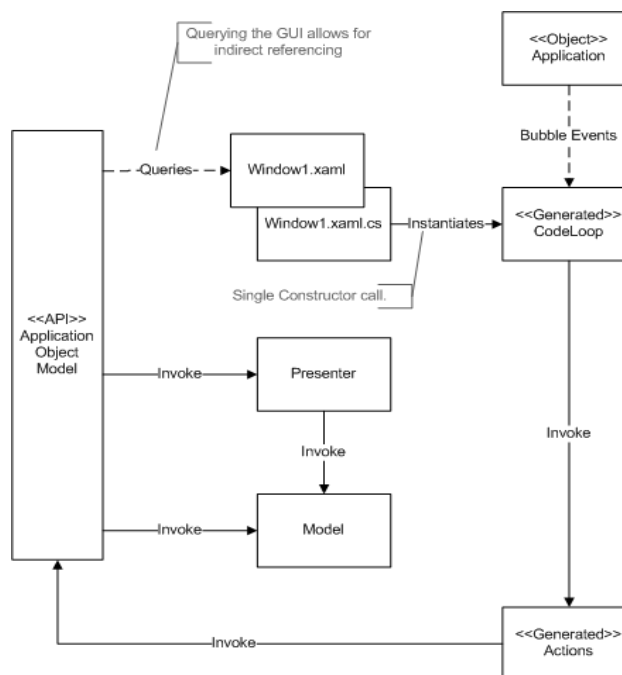 Querying the GUI allows for
indirect referencing
<<Object>>
Application
Bubble Events
Queries
Window1.xaml
Window1.xaml.cs
Instantiates
<<Generated>>
CodeLoop
Single Constructor call.
<<API>>
Application
Object
Model
Invoke
Presenter
Invoke
Invoke
Invoke
Model
Invoke
<<Generated>>
Actions